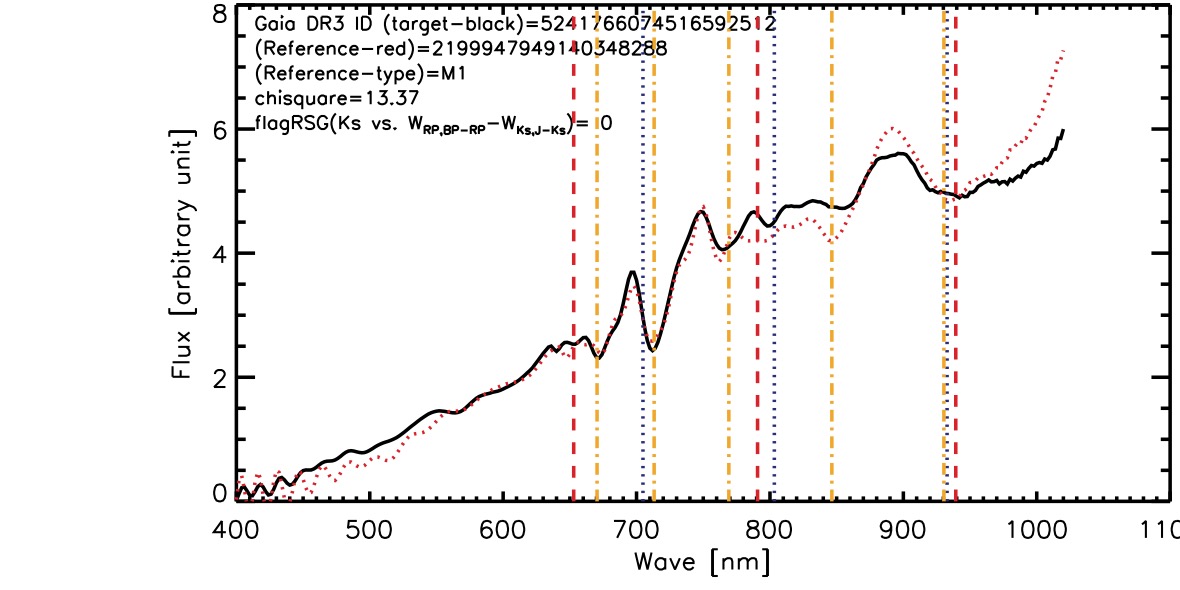 Gaia DR3 ID (target-black)=5241766074516592512
(Reference-red)=2199947949140348288
(Reference-type)=M1
chisquare=13.37
flagRSG(Ks vs. WRP,BP-RP-WKs,J-Ks)= 0
8
6
4
2
0
Flux [arbitrary unit]
400 500 600 700 800 900 1000 110
Wave [nm]